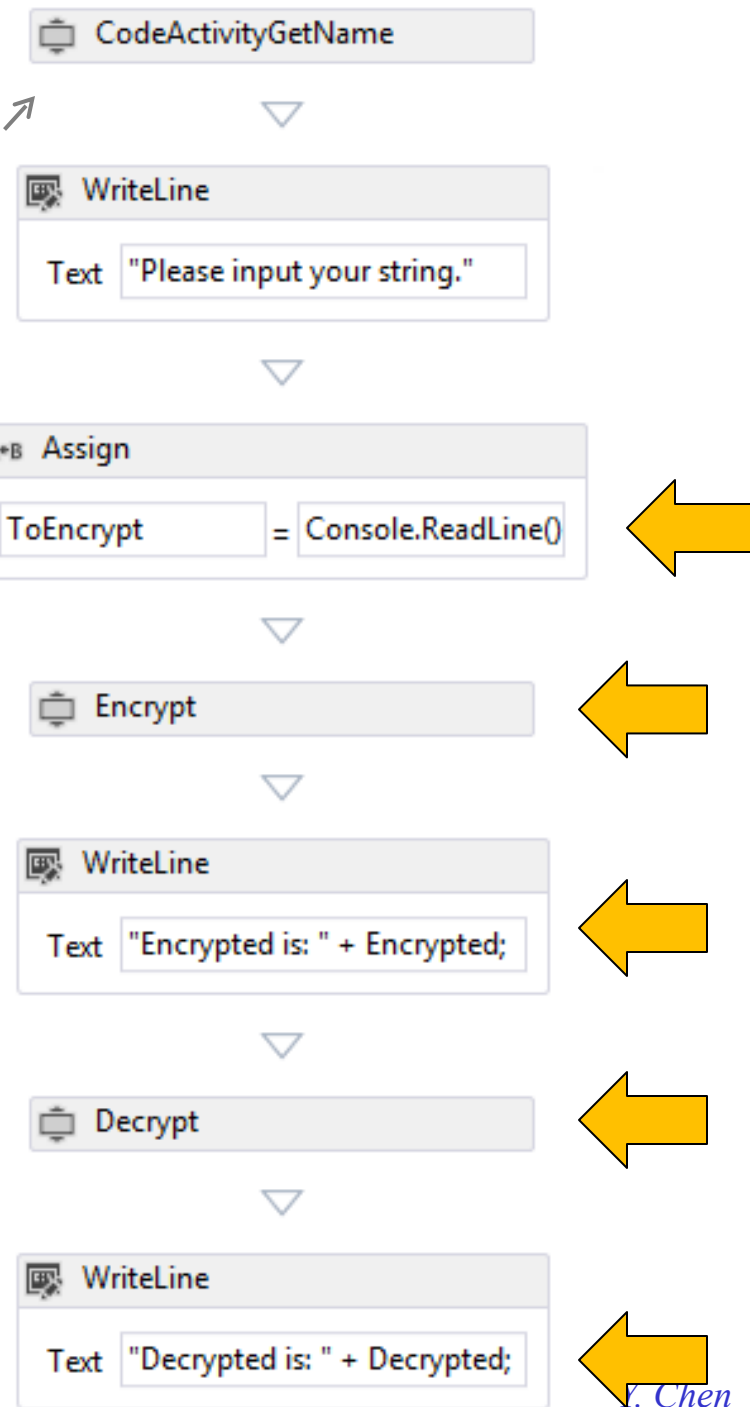 CodeActivityGetName
WriteLine
Text "Please input your string."
Assign
ToEncrypt = Console.ReadLine()
Encrypt
WriteLine
Text "Encrypted is: " + Encrypted;
Decrypt
WriteLine
Text "Decrypted is: " + Decrypted;
Y. Chen